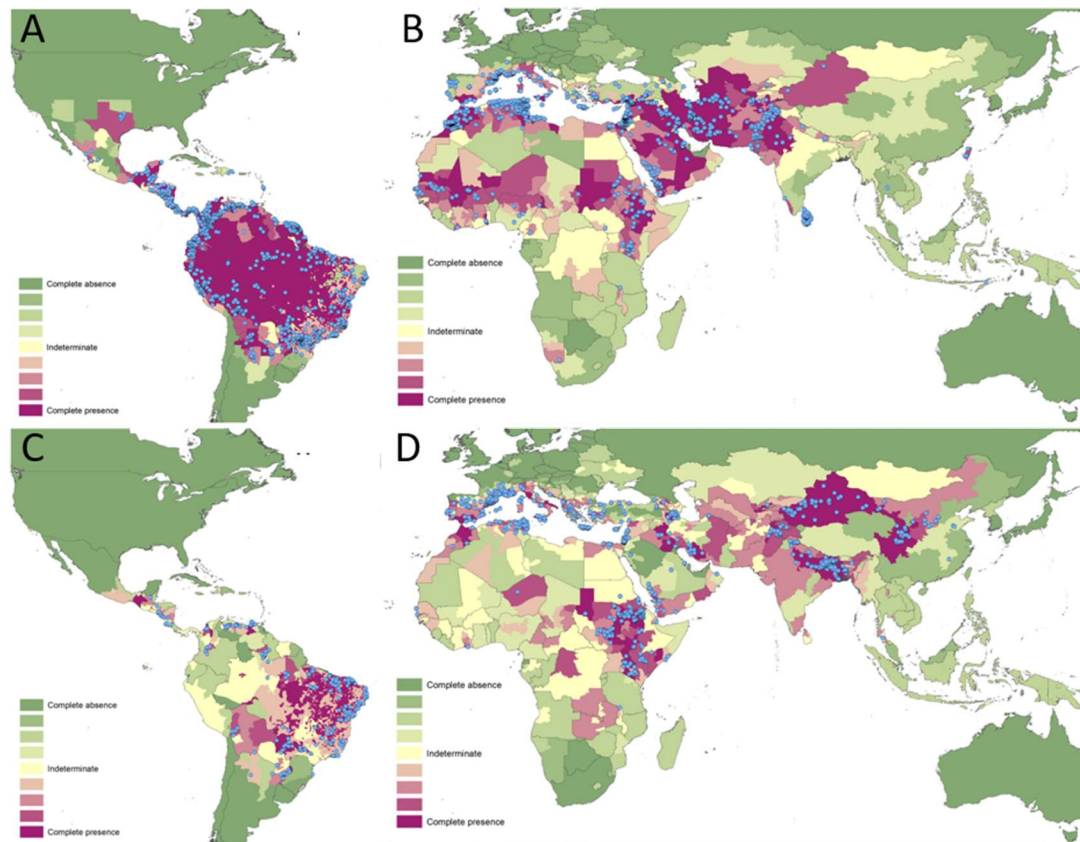 A
B
Complete absence
Indeterminate
Complete presence
Complete absence
Indeterminate
Complete presence
C
D
Complete absence
Indeterminate
Complete presence
Complete absence
Indeterminate
Complete presence